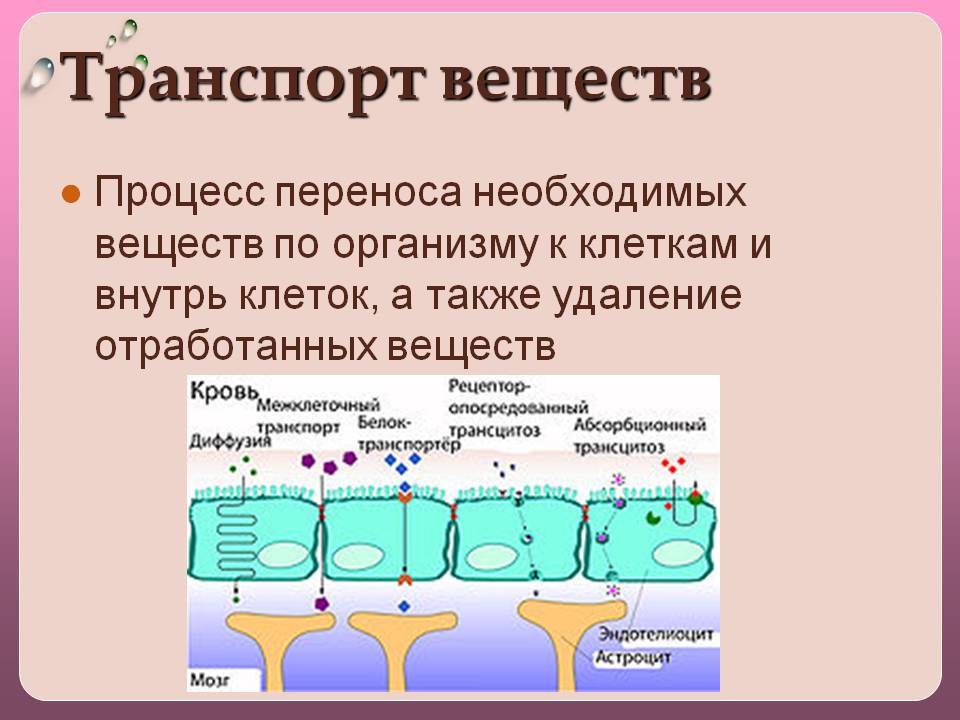 Транспорт веществ
Процесс переноса необходимых
веществ по организму к клеткам и
внутрь клеток, а также удаление
отработанных веществ
Кровь
Диффузия
Межклеточный
транспорт
Белок-
транспортёр
Рецептор-
опосредованный
трансцитоз
Абсорбционный
трансцитоз
Эндотелиоцит
Астроцит
Мозг